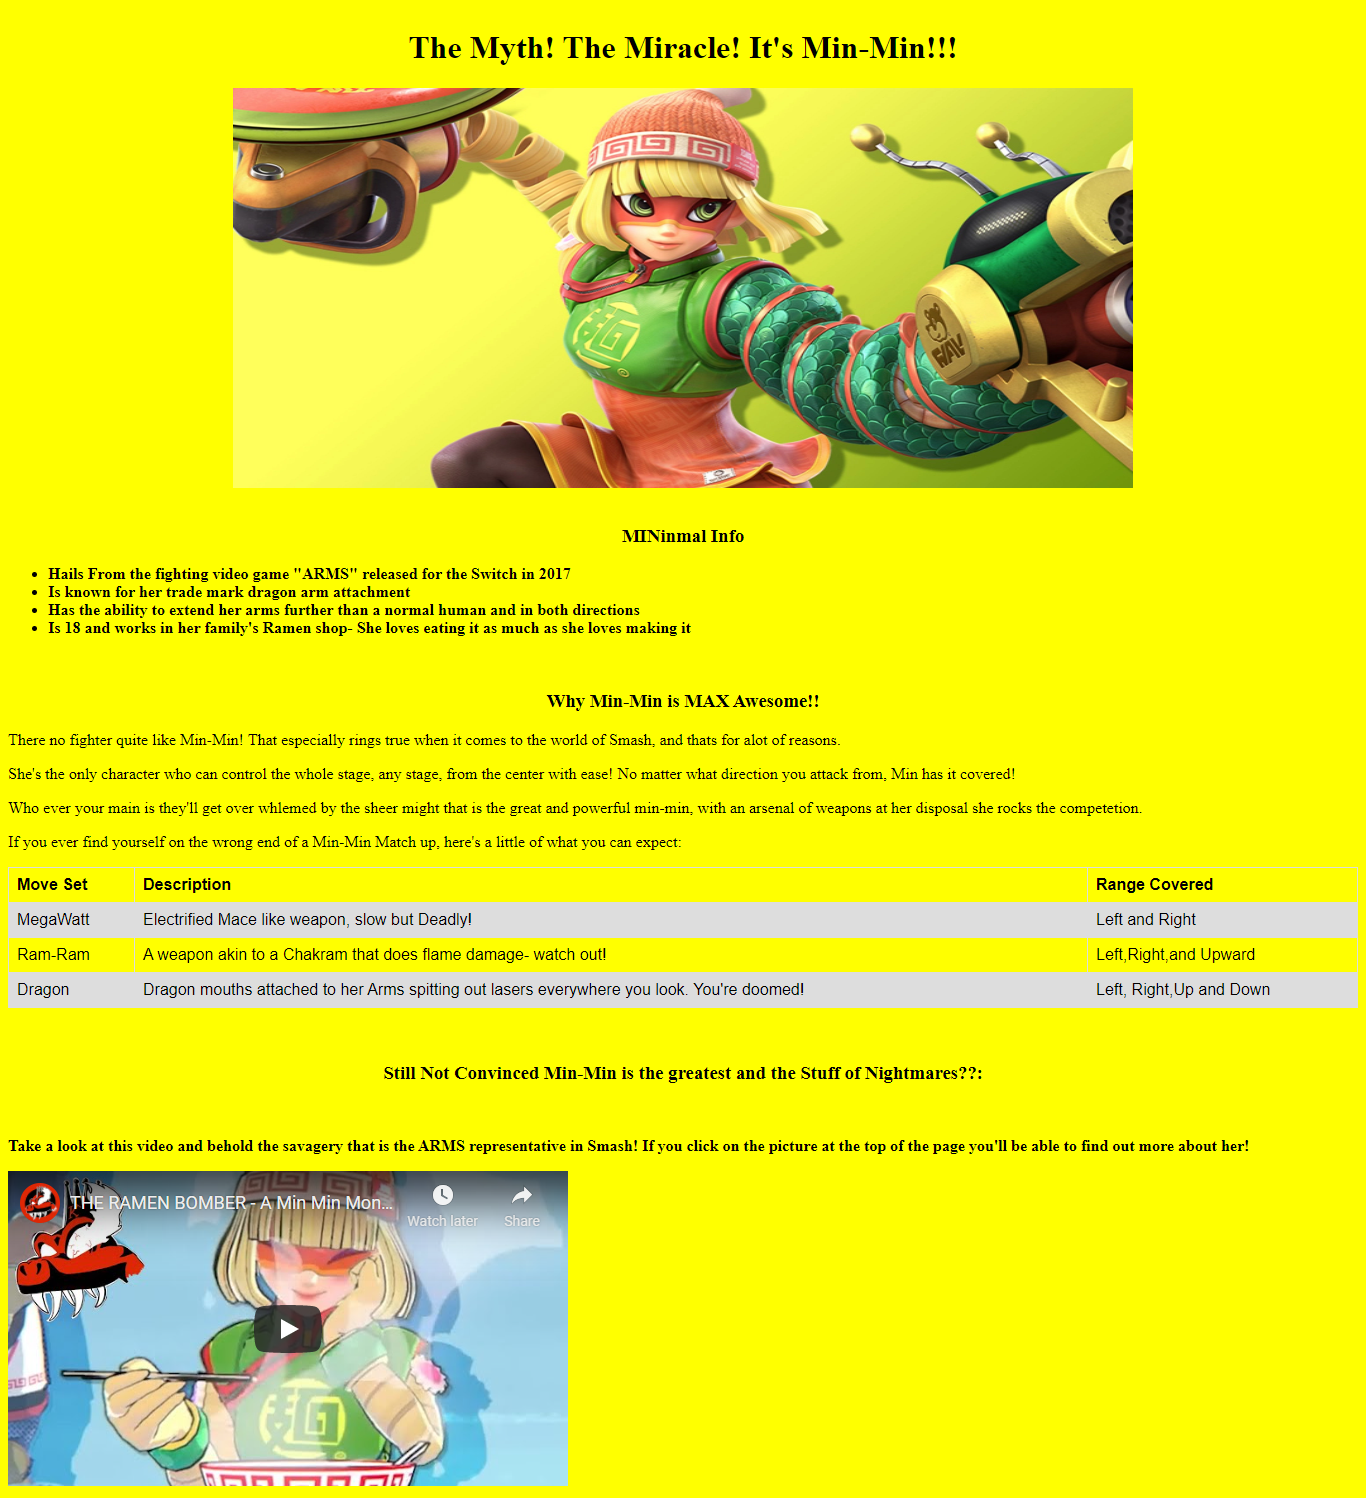 The Myth! The Miracle! It's Min-Min!!!
麺
WAV
MINinmal Info
Hails From the fighting video game "ARMS" released for the Switch in 2017
Is known for her trade mark dragon arm attachment
Has the ability to extend her arms further than a normal human and in both directions
Is 18 and works in her family's Ramen shop- She loves eating it as much as she loves making it
Why Min-Min is MAX Awesome!!
There no fighter quite like Min-Min! That especially rings true when it comes to the world of Smash, and thats for alot of reasons.
She's the only character who can control the whole stage, any stage, from the center with ease! No matter what direction you attack from, Min has it covered!
Who ever your main is they'll get over whlemed by the sheer might that is the great and powerful min-min, with an arsenal of weapons at her disposal she rocks the competetion.
If you ever find yourself on the wrong end of a Min-Min Match up, here's a little of what you can expect:
Move Set Description Range Covered
MegaWatt Electrified Mace like weapon, slow but Deadly! Left and Right
Ram-Ram A weapon akin to a Chakram that does flame damage- watch out! Left,Right,and Upward
Dragon Dragon mouths attached to her Arms spitting out lasers everywhere you look. You're doomed! Left, Right,Up and Down
Still Not Convinced Min-Min is the greatest and the Stuff of Nightmares??:
Take a look at this video and behold the savagery that is the ARMS representative in Smash! If you click on the picture at the top of the page you'll be able to find out more about her!
THE RAMEN BOMBER - A Min Min Mon...
Watch later Share
麺